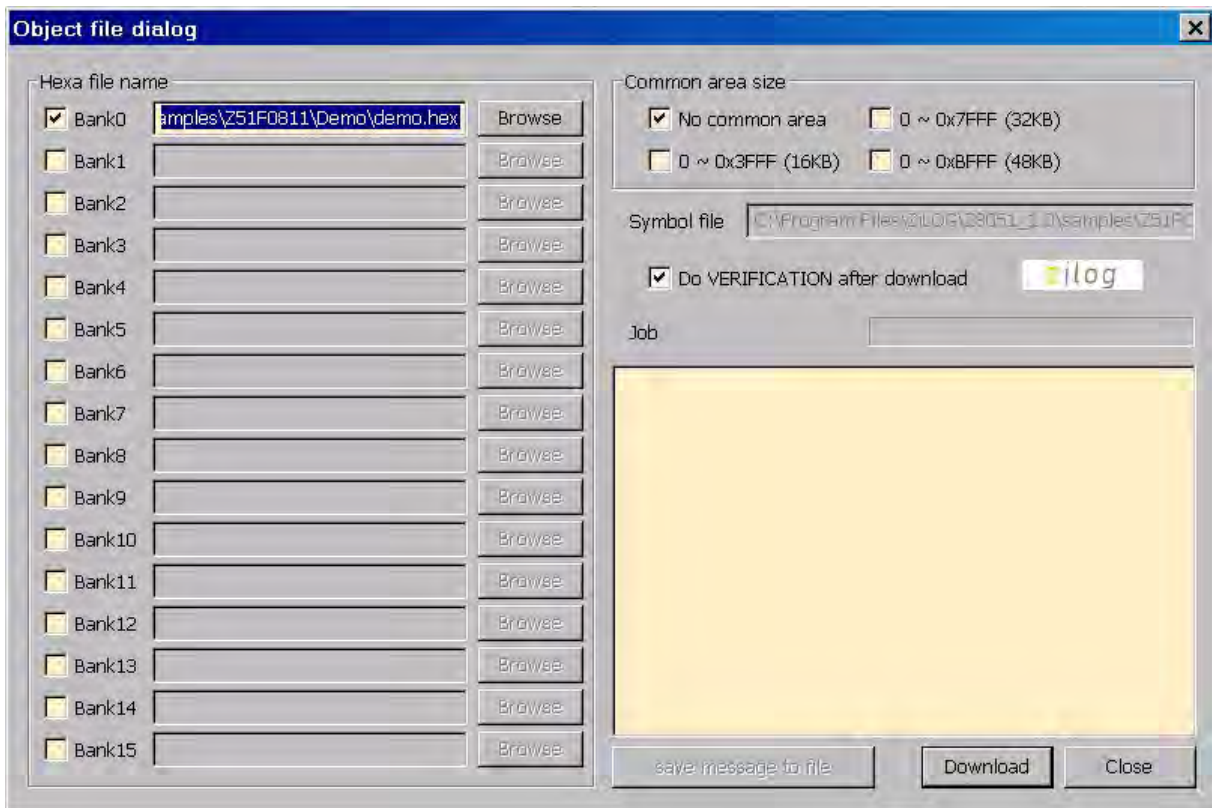 Object file dialog
Hexa file name
Bank0 amples\Z51F0811\Demo\demo.hex Browse
Bank1 Browse
Bank2 Browse
Bank3 Browse
Bank4 Browse
Bank5 Browse
Bank6 Browse
Bank7 Browse
Bank8 Browse
Bank9 Browse
Bank10 Browse
Bank11 Browse
Bank12 Browse
Bank13 Browse
Bank14 Browse
Bank15 Browse
Common area size
No common area 0 ~ 0x7FFF (32KB)
0 ~ 0x3FFF (16KB) 0 ~ 0xBFFF (48KB)
Symbol file C:\Program Files\ZiLOG\Z8051_1.0\samples\
Do VERIFICATION after download zilog
Job
save message to file Download Close